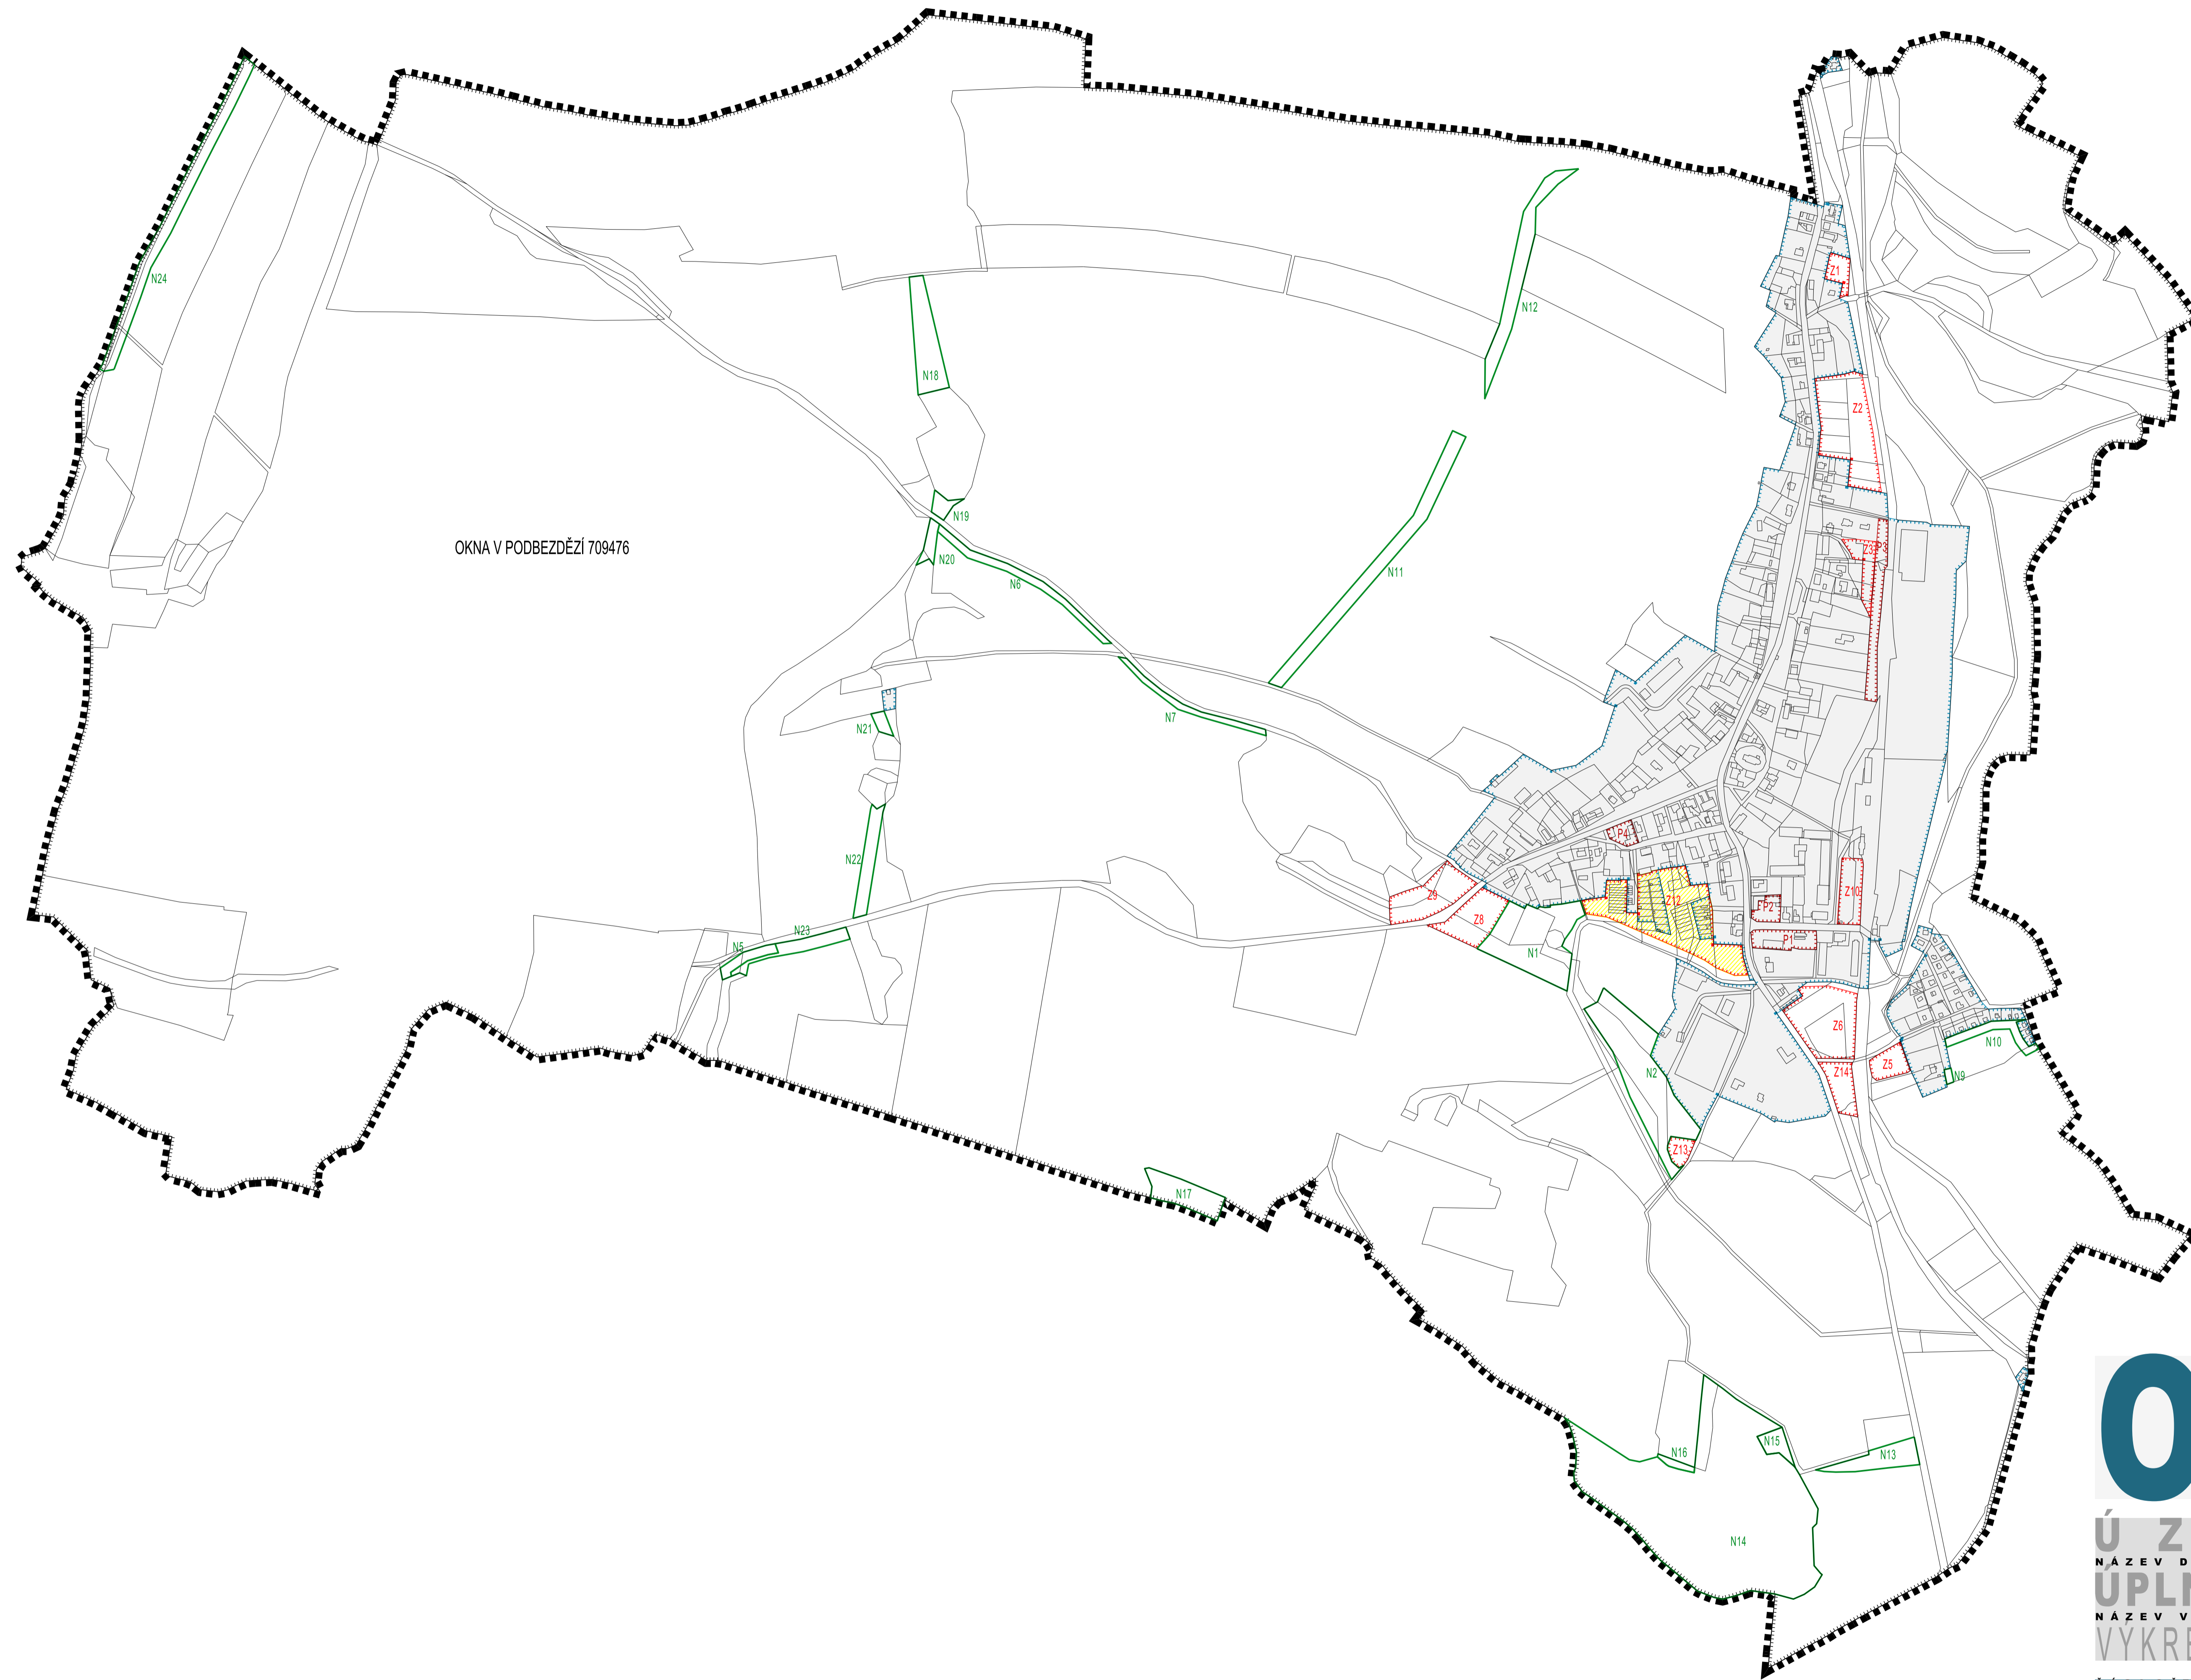 N24
Z1
N12
N18
Z2
N19
OKNA V PODBEZDĚZÍ 709476
Z3
P3
N20
N6
N11
N7
N21
P4
N22
Z9
Z12
Z10
P2
Z8
N23
P1
N5
N1
Z6
N10
Z5
N2
Z14
N9
Z13
N17
N15
N16
N13
N14
O
Ú Z
NÁZEV D
ÚPLN
NÁZEV V
VÝKRE